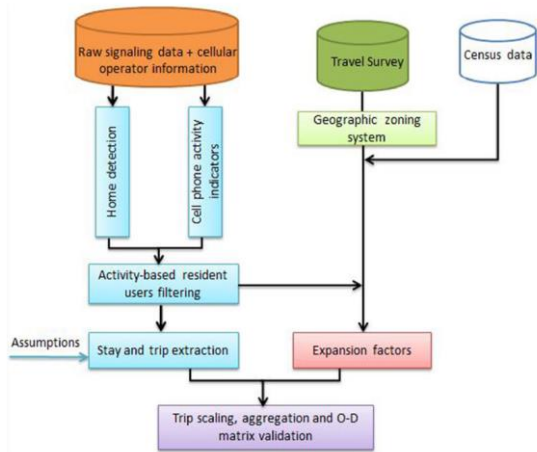 Raw signaling data + cellular
operator information
Travel Survey
Census data
Geographic zoning
system
Home detection
Cell phone activity
indicators
Activity-based resident
users filtering
Assumptions
Stay and trip extraction
Expansion factors
Trip scaling, aggregation and O-D
matrix validation